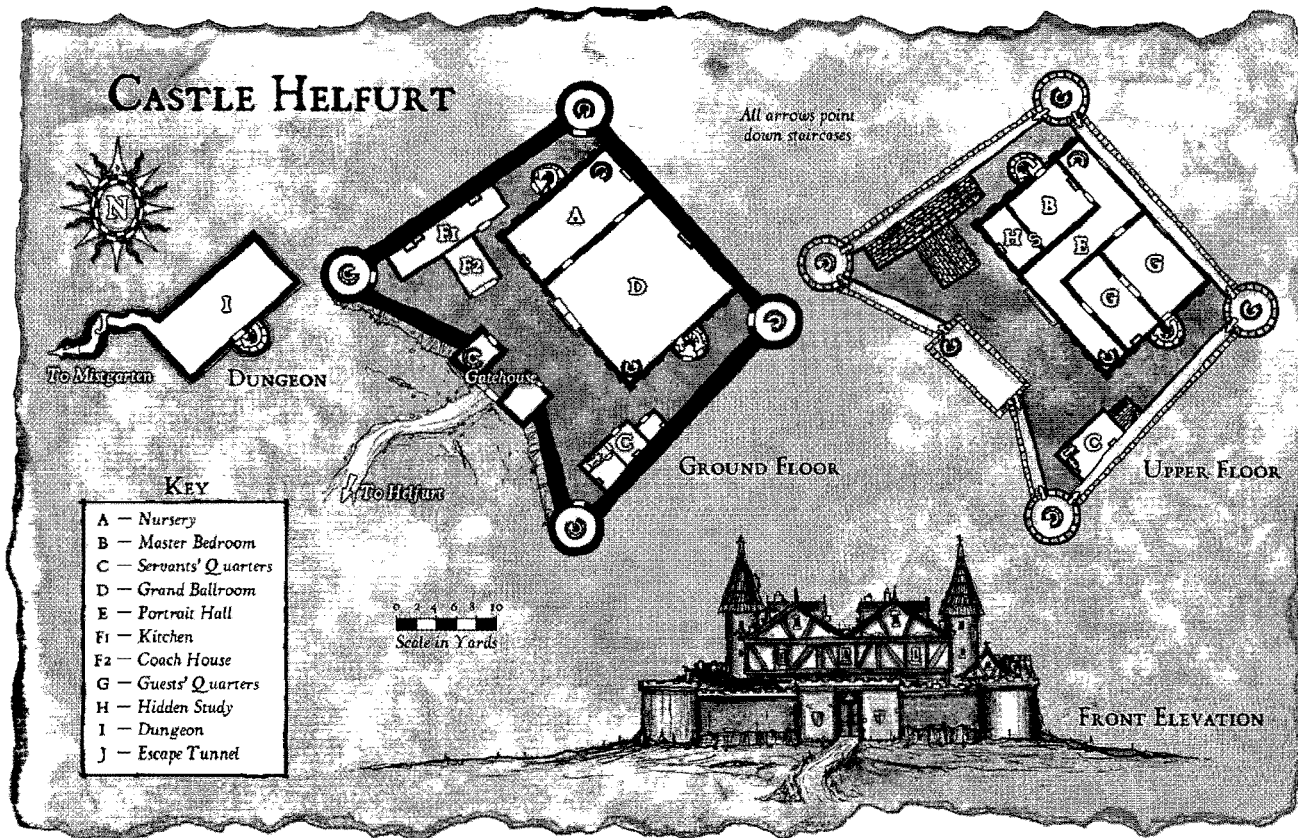 CASTLE HELFURT
All arrows point
down staircases
N
I
To Mistgarten
DUNGEON
A
F1
F2
D
Gatehouse
C
To Helfurt
GROUND FLOOR
B
H S
E
G
G
C
UPPER FLOOR
KEY
A – Nursery
B – Master Bedroom
C – Servants' Quarters
D – Grand Ballroom
E – Portrait Hall
F1 – Kitchen
F2 – Coach House
G – Guests' Quarters
H – Hidden Study
I – Dungeon
J – Escape Tunnel
0 2 4 6 8 10
Scale in Yards
FRONT ELEVATION